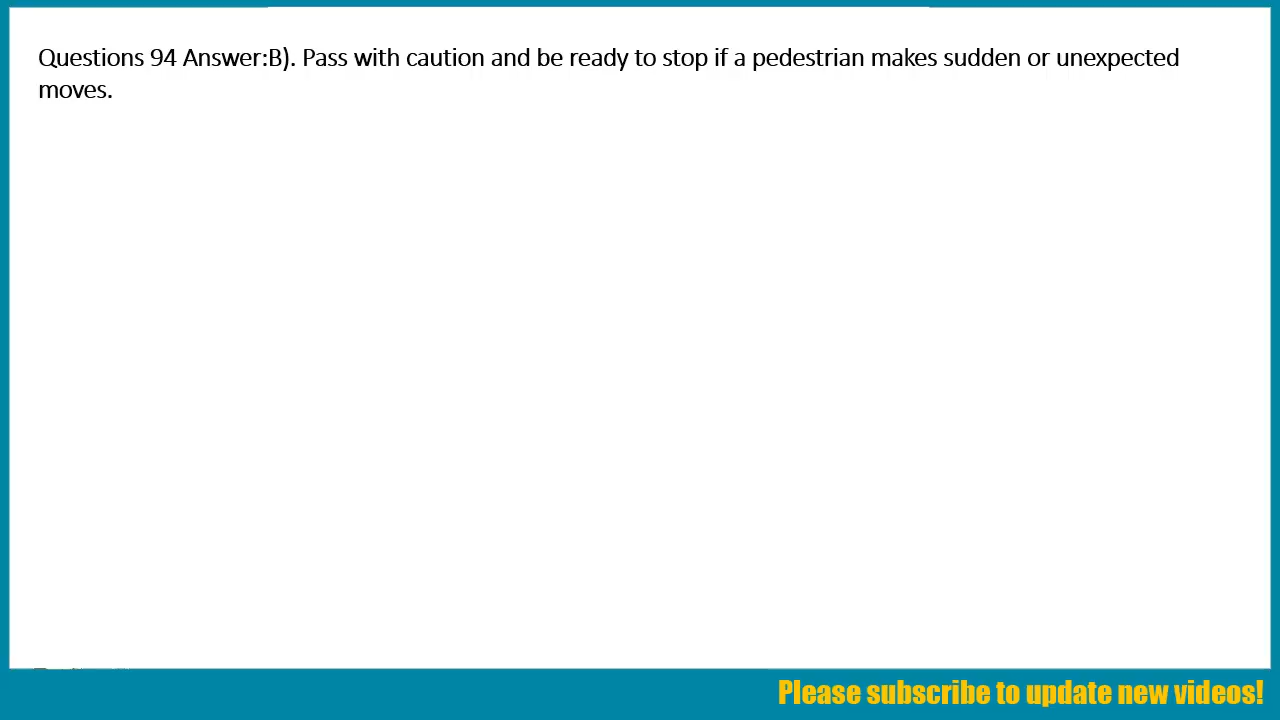 Questions 94 Answer:B). Pass with caution and be ready to stop if a pedestrian makes sudden or unexpected
moves.
Please subscribe to update new videos!